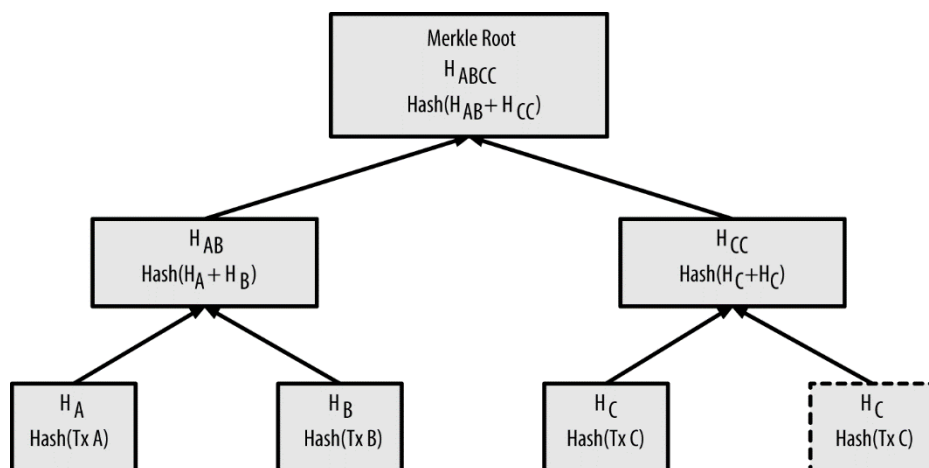 Merkle Root
H ABCC
Hash(H AB + H CC)
H AB
Hash(H A + H B)
H CC
Hash(H C+H C)
H A
Hash(Tx A)
H B
Hash(Tx B)
H C
Hash(Tx C)
H C
Hash(Tx C)